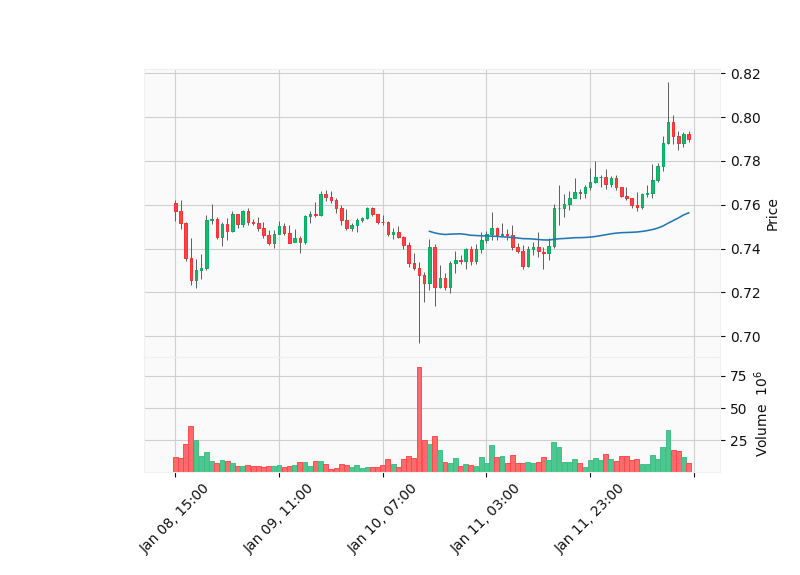 0.82
0.80
0.78
0.76
0.74
0.72
0.70
Price
75
50
25
Volume 10⁶
Jan 08, 15:00
Jan 09, 11:00
Jan 10, 07:00
Jan 11, 03:00
Jan 11, 23:00